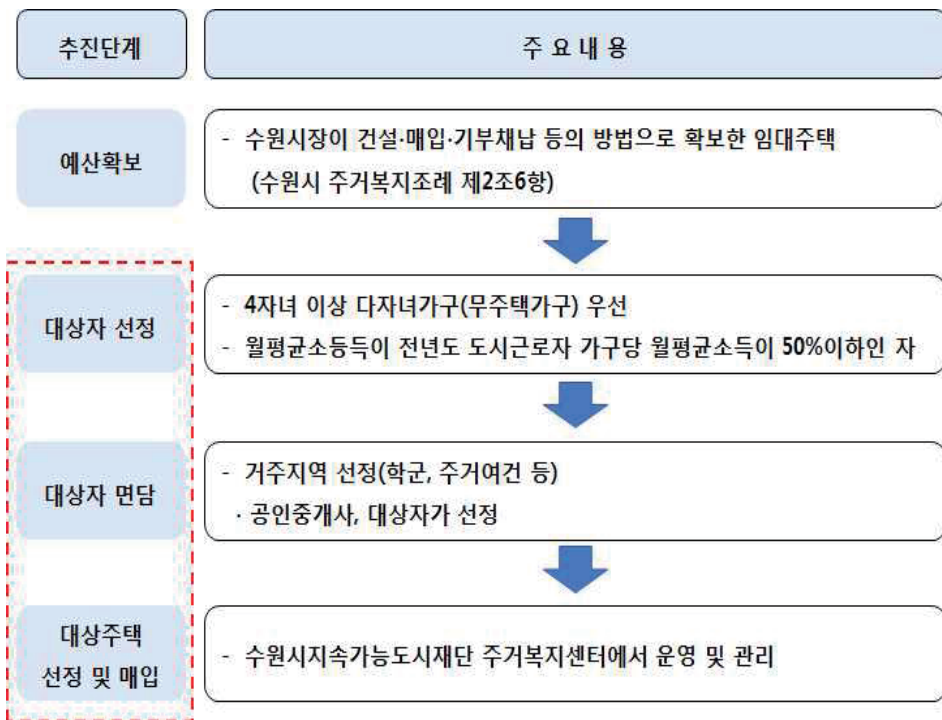 추진단계
주 요 내 용
예산확보
- 수원시장이 건설·매입·기부채납 등의 방법으로 확보한 임대주택
(수원시 주거복지조례 제2조6항)
대상자 선정
- 4자녀 이상 다자녀가구(무주택가구) 우선
- 월평균소등득이 전년도 도시근로자 가구당 월평균소득이 50%이하인 자
대상자 면담
- 거주지역 선정(학군, 주거여건 등)
· 공인중개사, 대상자가 선정
대상주택
선정 및 매입
- 수원시지속가능도시재단 주거복지센터에서 운영 및 관리